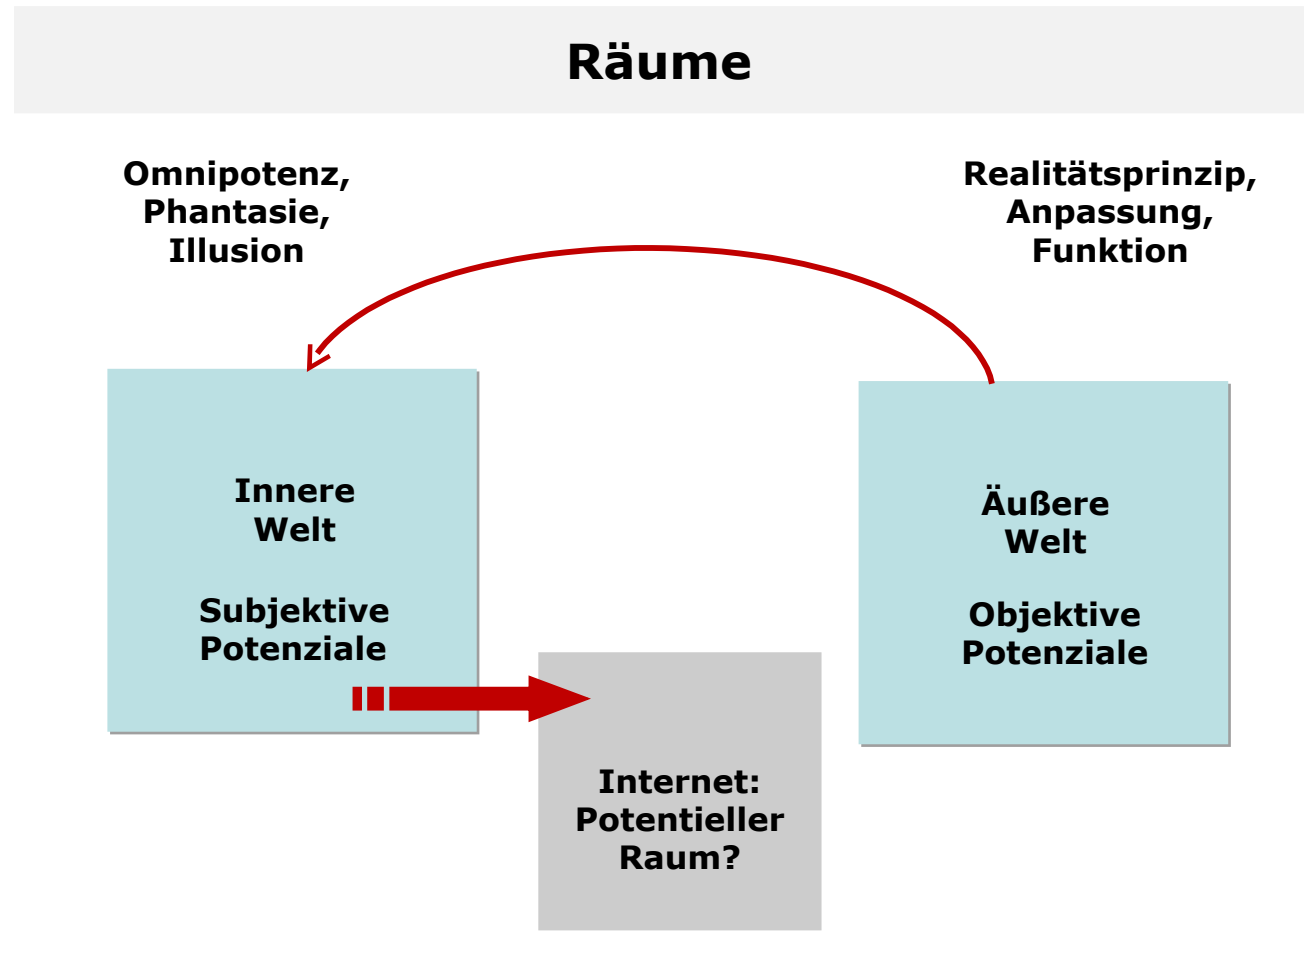 Räume
Omnipotenz,
Phantasie,
Illusion
Realitätsprinzip,
Anpassung,
Funktion
Innere
Welt
Subjektive
Potenziale
Äußere
Welt
Objektive
Potenziale
Internet:
Potentieller
Raum?